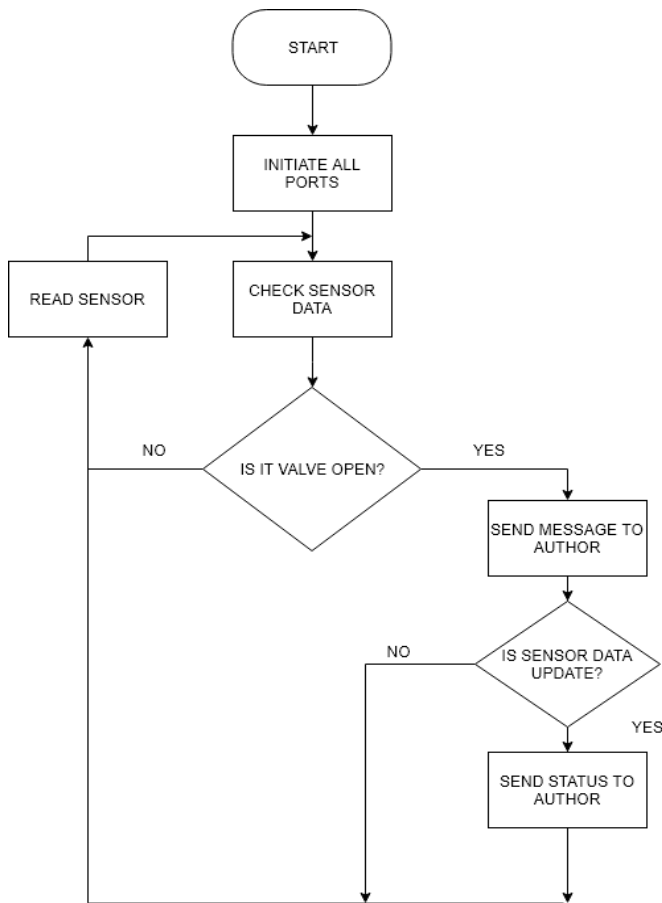 START
INITIATE ALL
PORTS
READ SENSOR
CHECK SENSOR
DATA
NO
IS IT VALVE OPEN?
YES
SEND MESSAGE TO
AUTHOR
NO
IS SENSOR DATA
UPDATE?
YES
SEND STATUS TO
AUTHOR